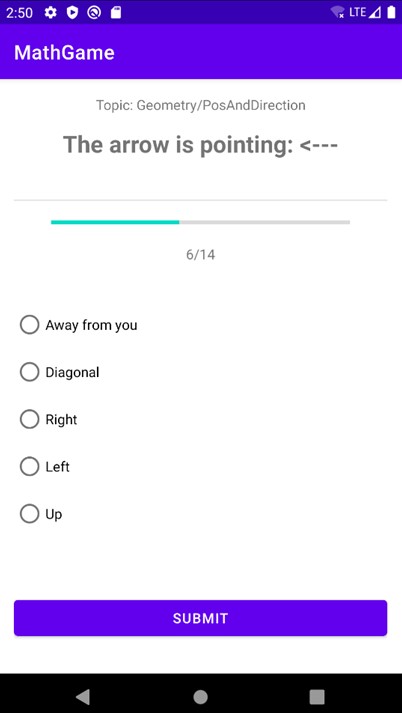 2:50 LTE
MathGame
Topic: Geometry/PosAndDirection
The arrow is pointing: <---
6/14
Away from you
Diagonal
Right
Left
Up
SUBMIT